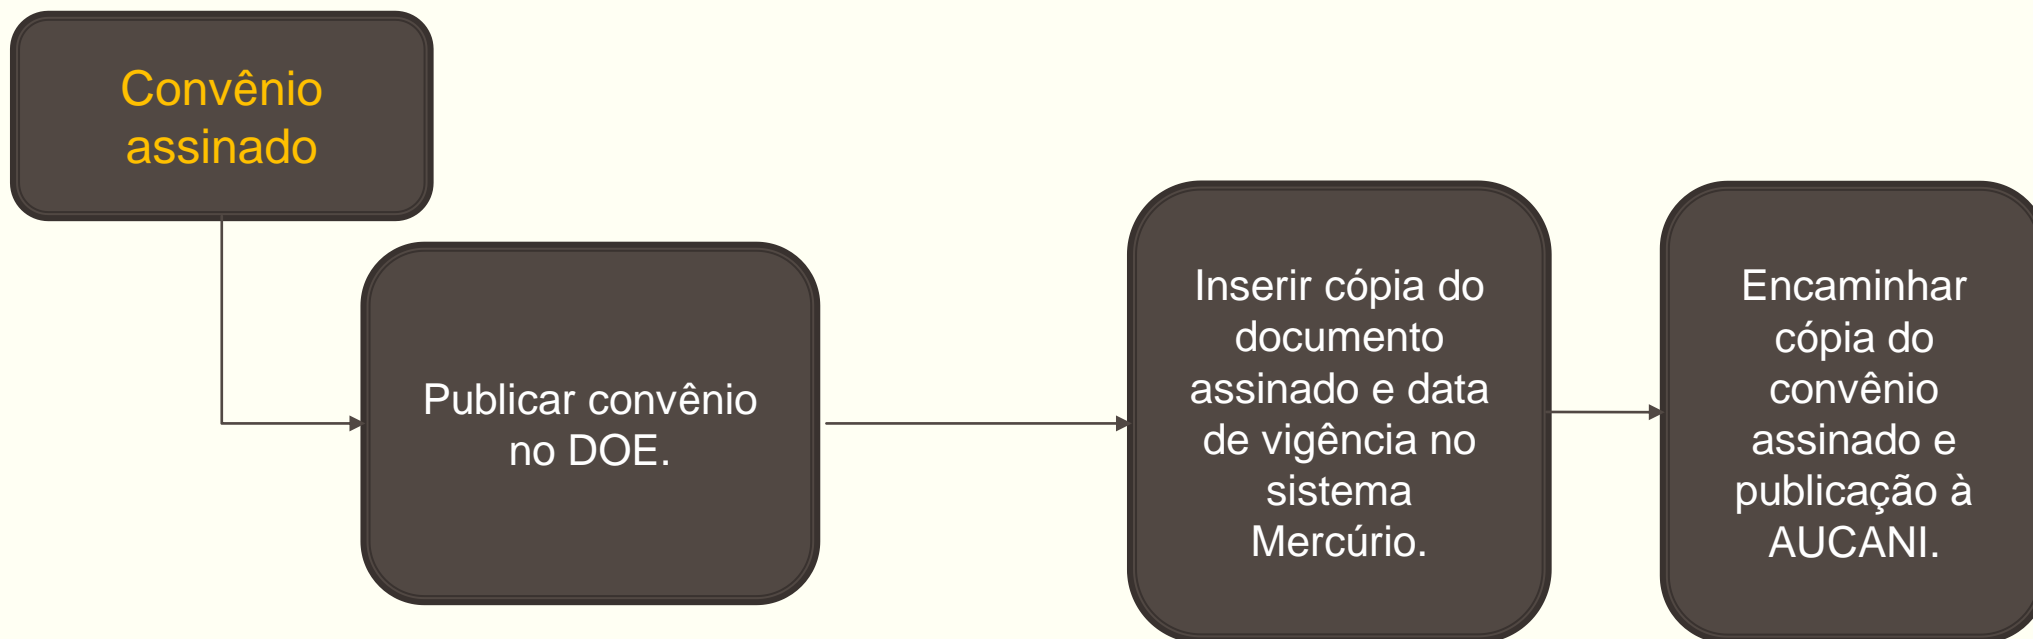 Convênio
assinado
Publicar convênio
no DOE.
Inserir cópia do
documento
assinado e data
de vigência no
sistema
Mercúrio.
Encaminhar
cópia do
convênio
assinado e
publicação à
AUCANI.